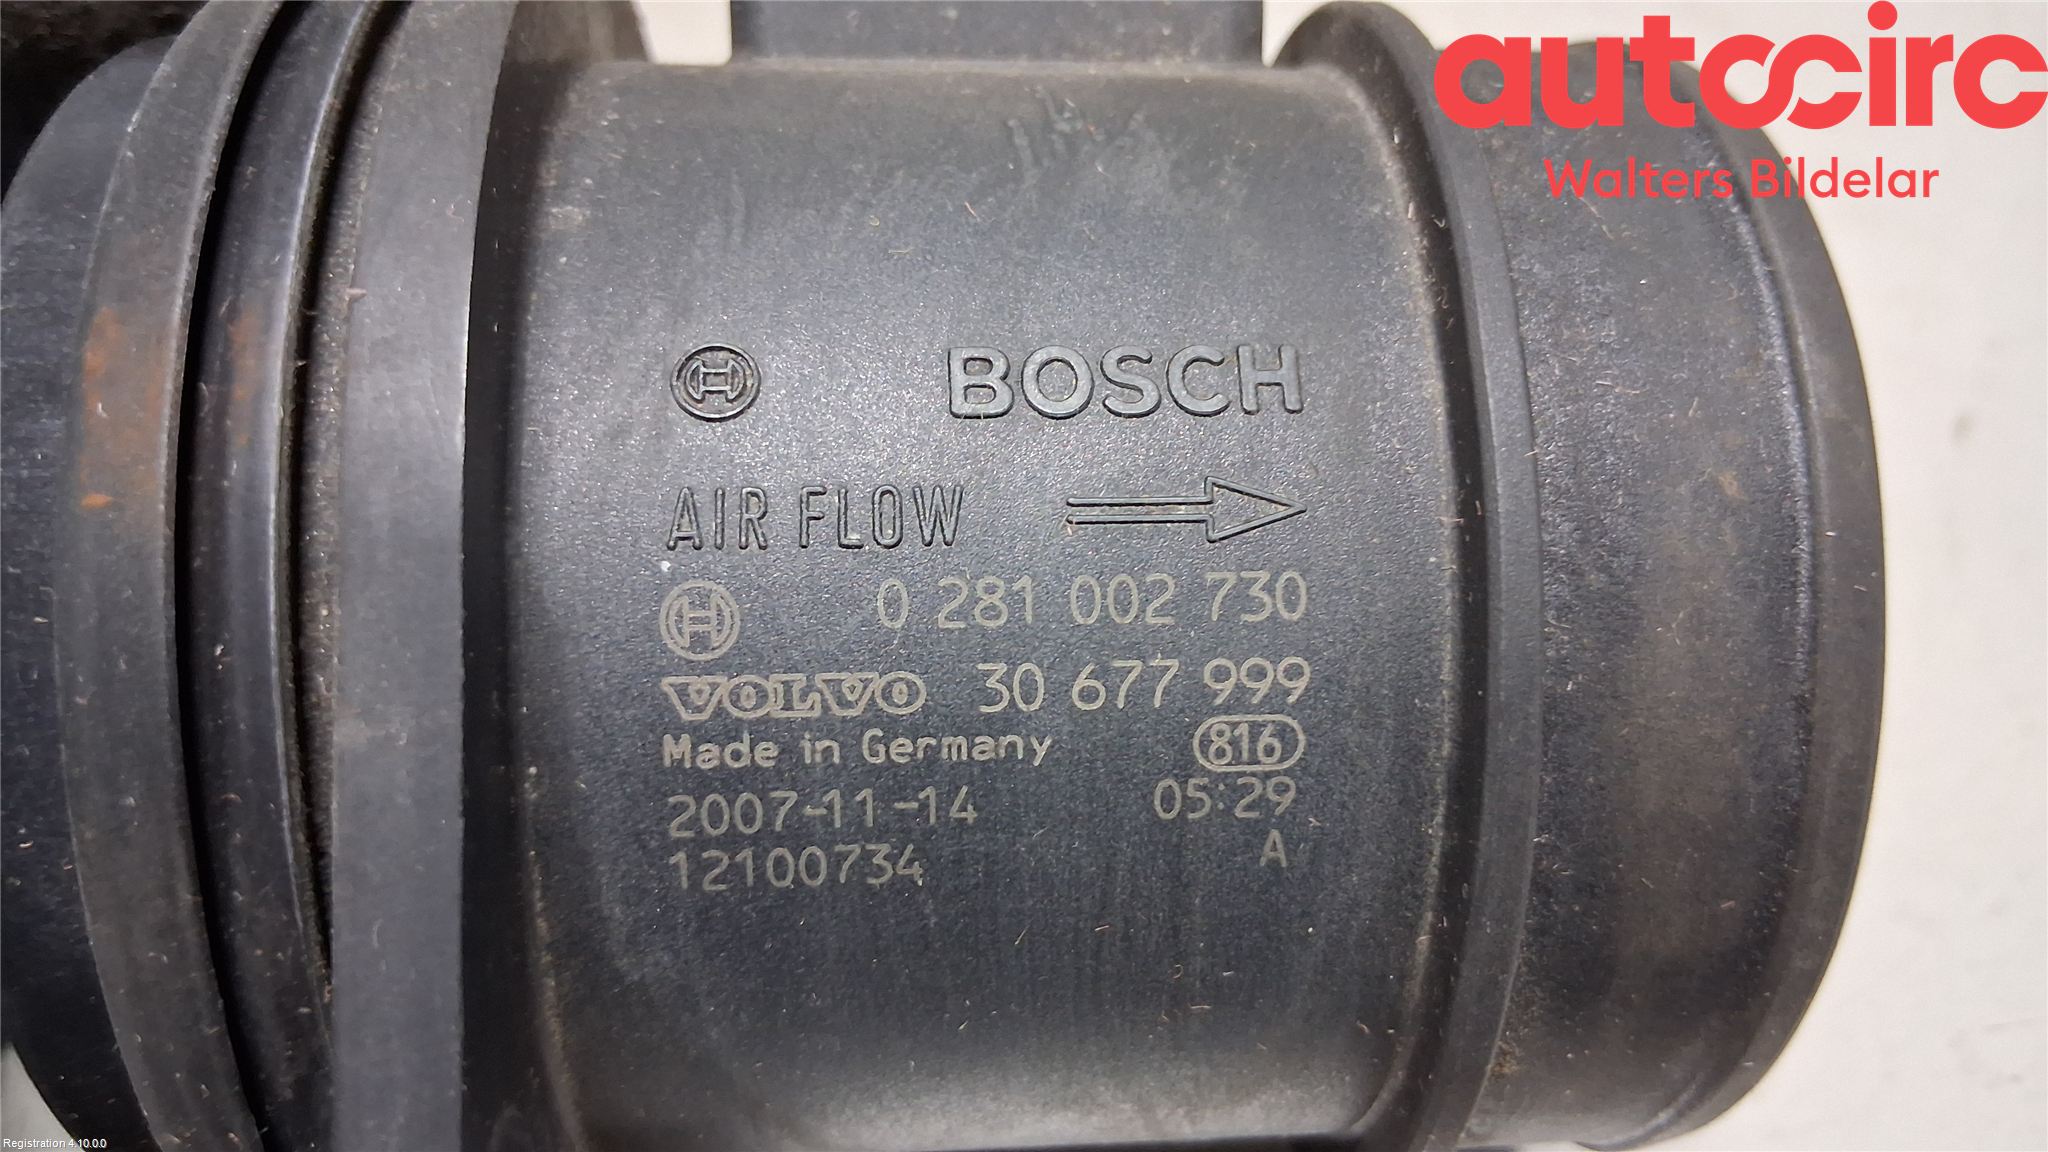 autocirc
Walters Bildelar
BOSCH
AIR FLOW
0 281 002 730
VOLVO 30 677 999
Made in Germany 816
2007-11-14 05:29
12100734 A
Registration 4.10.0.0